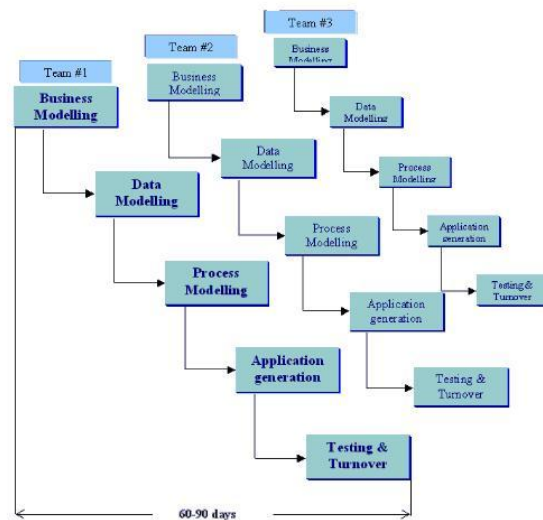 Team #1
Business
Modelling
Data
Modelling
Process
Modelling
Application
generation
Testing &
Turnover
Team #2
Business
Modelling
Data
Modelling
Process
Modelling
Application
generation
Testing &
Turnover
Team #3
Business
Modelling
Data
Modelling
Process
Modelling
Application
generation
Testing &
Turnover
60-90 days